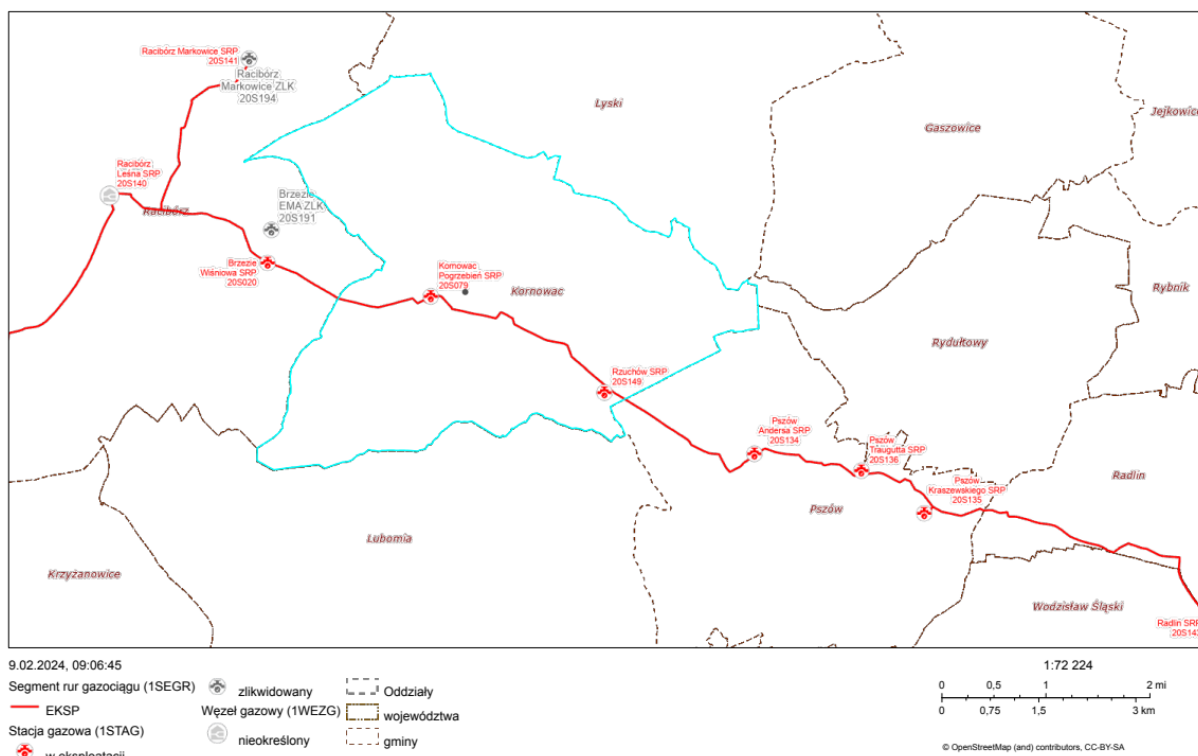 Racibórz Markowice SRP
20S141
Racibórz
Markowice ZLK
20S194
Lyski
Gaszowice
Jejkowice
Racibórz
Leśna SRP
20S140
Racibórz
Brzezie
EMA ZLK
20S191
Brzezie
Wiśniowa SRP
20S020
Kornowac
Pogrzebień SRP
20S079
Kornowac
Rybnik
Rydułtowy
Rzuchów SRP
20S149
Pszów
Andersa SRP
20S134
Pszów
Traugutta SRP
20S136
Pszów
Kraszewskiego SRP
20S135
Radlin
Pszów
Lubomia
Krzyżanowice
Wodzisław Śląski
Radlin SRP
9.02.2024, 09:06:45
Segment rur gazociągu (1SEGR)
EKSP
Stacja gazowa (1STAG)
w eksploatacji
zlikwidowany
Węzeł gazowy (1WEZG)
nieokreślony
Oddziały
województwa
gminy
1:72 224
0 0,5 1 2 mi
0 0,75 1,5 3 km
© OpenStreetMap (and) contributors, CC-BY-SA